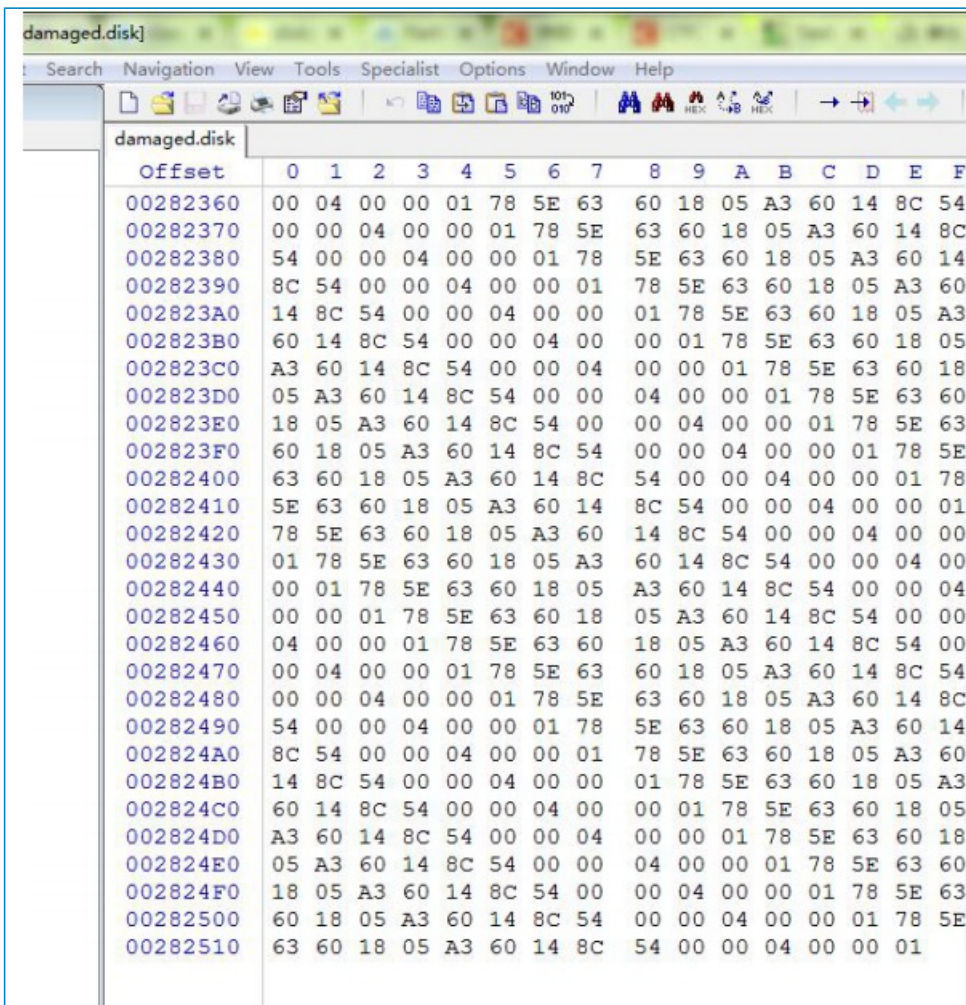 damaged.disk]
Search Navigation View Tools Specialist Options Window Help
damaged.disk
Offset 0 1 2 3 4 5 6 7 8 9 A B C D E F
00282360 00 04 00 00 01 78 5E 63 60 18 05 A3 60 14 8C 54
00282370 00 00 04 00 00 01 78 5E 63 60 18 05 A3 60 14 8C
00282380 54 00 00 04 00 00 01 78 5E 63 60 18 05 A3 60 14
00282390 8C 54 00 00 04 00 00 01 78 5E 63 60 18 05 A3 60
002823A0 14 8C 54 00 00 04 00 00 01 78 5E 63 60 18 05 A3
002823B0 60 14 8C 54 00 00 04 00 00 01 78 5E 63 60 18 05
002823C0 A3 60 14 8C 54 00 00 04 00 00 01 78 5E 63 60 18
002823D0 05 A3 60 14 8C 54 00 00 04 00 00 01 78 5E 63 60
002823E0 18 05 A3 60 14 8C 54 00 00 04 00 00 01 78 5E 63
002823F0 60 18 05 A3 60 14 8C 54 00 00 04 00 00 01 78 5E
00282400 63 60 18 05 A3 60 14 8C 54 00 00 04 00 00 01 78
00282410 5E 63 60 18 05 A3 60 14 8C 54 00 00 04 00 00 01
00282420 78 5E 63 60 18 05 A3 60 14 8C 54 00 00 04 00 00
00282430 01 78 5E 63 60 18 05 A3 60 14 8C 54 00 00 04 00
00282440 00 01 78 5E 63 60 18 05 A3 60 14 8C 54 00 00 04
00282450 00 00 01 78 5E 63 60 18 05 A3 60 14 8C 54 00 00
00282460 04 00 00 01 78 5E 63 60 18 05 A3 60 14 8C 54 00
00282470 00 04 00 00 01 78 5E 63 60 18 05 A3 60 14 8C 54
00282480 00 00 04 00 00 01 78 5E 63 60 18 05 A3 60 14 8C
00282490 54 00 00 04 00 00 01 78 5E 63 60 18 05 A3 60 14
002824A0 8C 54 00 00 04 00 00 01 78 5E 63 60 18 05 A3 60
002824B0 14 8C 54 00 00 04 00 00 01 78 5E 63 60 18 05 A3
002824C0 60 14 8C 54 00 00 04 00 00 01 78 5E 63 60 18 05
002824D0 A3 60 14 8C 54 00 00 04 00 00 01 78 5E 63 60 18
002824E0 05 A3 60 14 8C 54 00 00 04 00 00 01 78 5E 63 60
002824F0 18 05 A3 60 14 8C 54 00 00 04 00 00 01 78 5E 63
00282500 60 18 05 A3 60 14 8C 54 00 00 04 00 00 01 78 5E
00282510 63 60 18 05 A3 60 14 8C 54 00 00 04 00 00 01